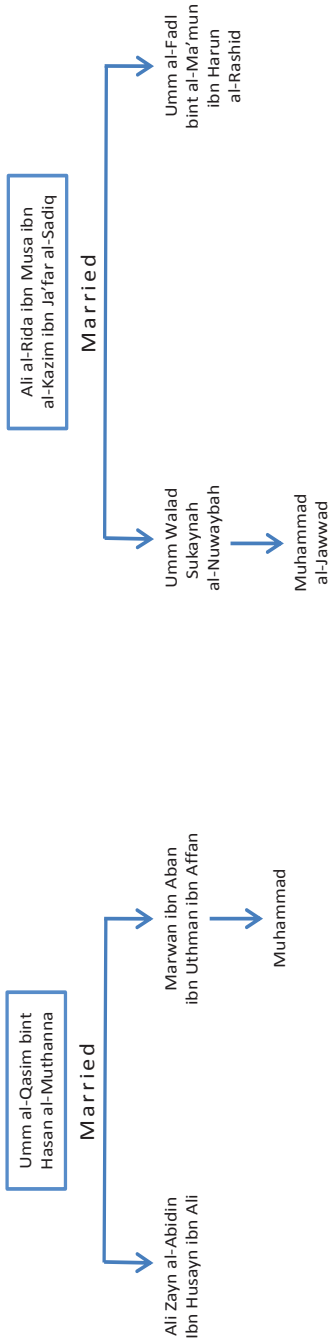 Umm al-Qasim bint
Hasan al-Muthanna
Married
Ali Zayn al-Abidin
Ibn Husayn ibn Ali
Marwan ibn Aban
ibn Uthman ibn Affan
Muhammad
Ali al-Rida ibn Musa ibn
al-Kazim ibn Ja’far al-Sadiq
Married
Umm Walad
Sukaynah
al-Nuwaybah
Muhammad
al-Jawwad
Umm al-Fadl
bint al-Ma’mun
ibn Harun
al-Rashid